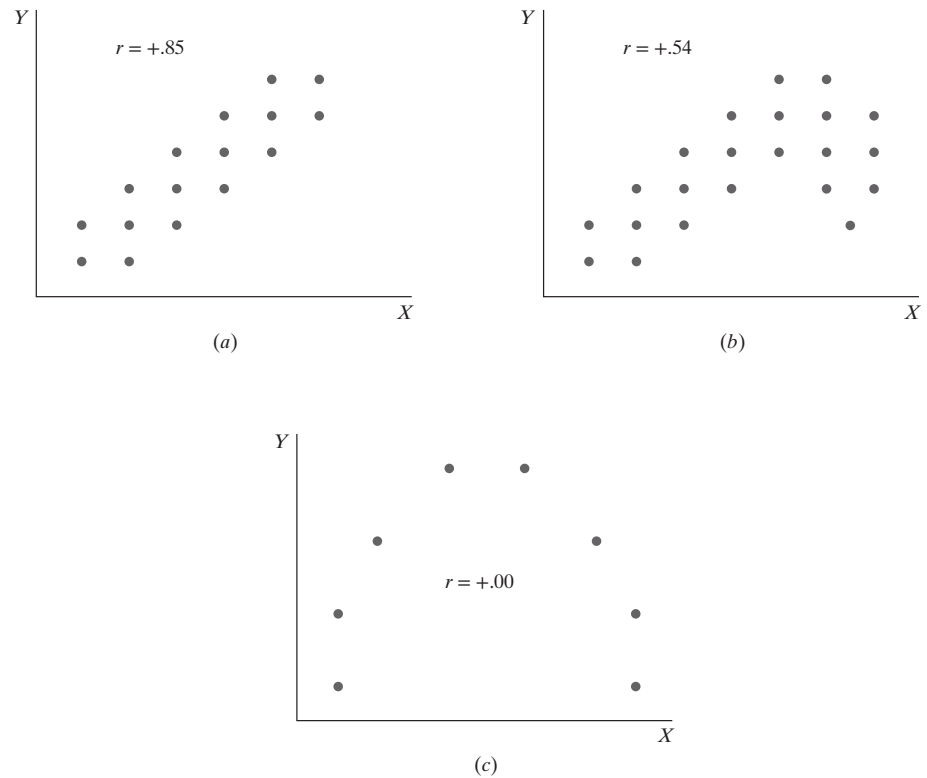 Y
r = +.85
X
(a)
Y
r = +.54
X
(b)
Y
r = +.00
X
(c)